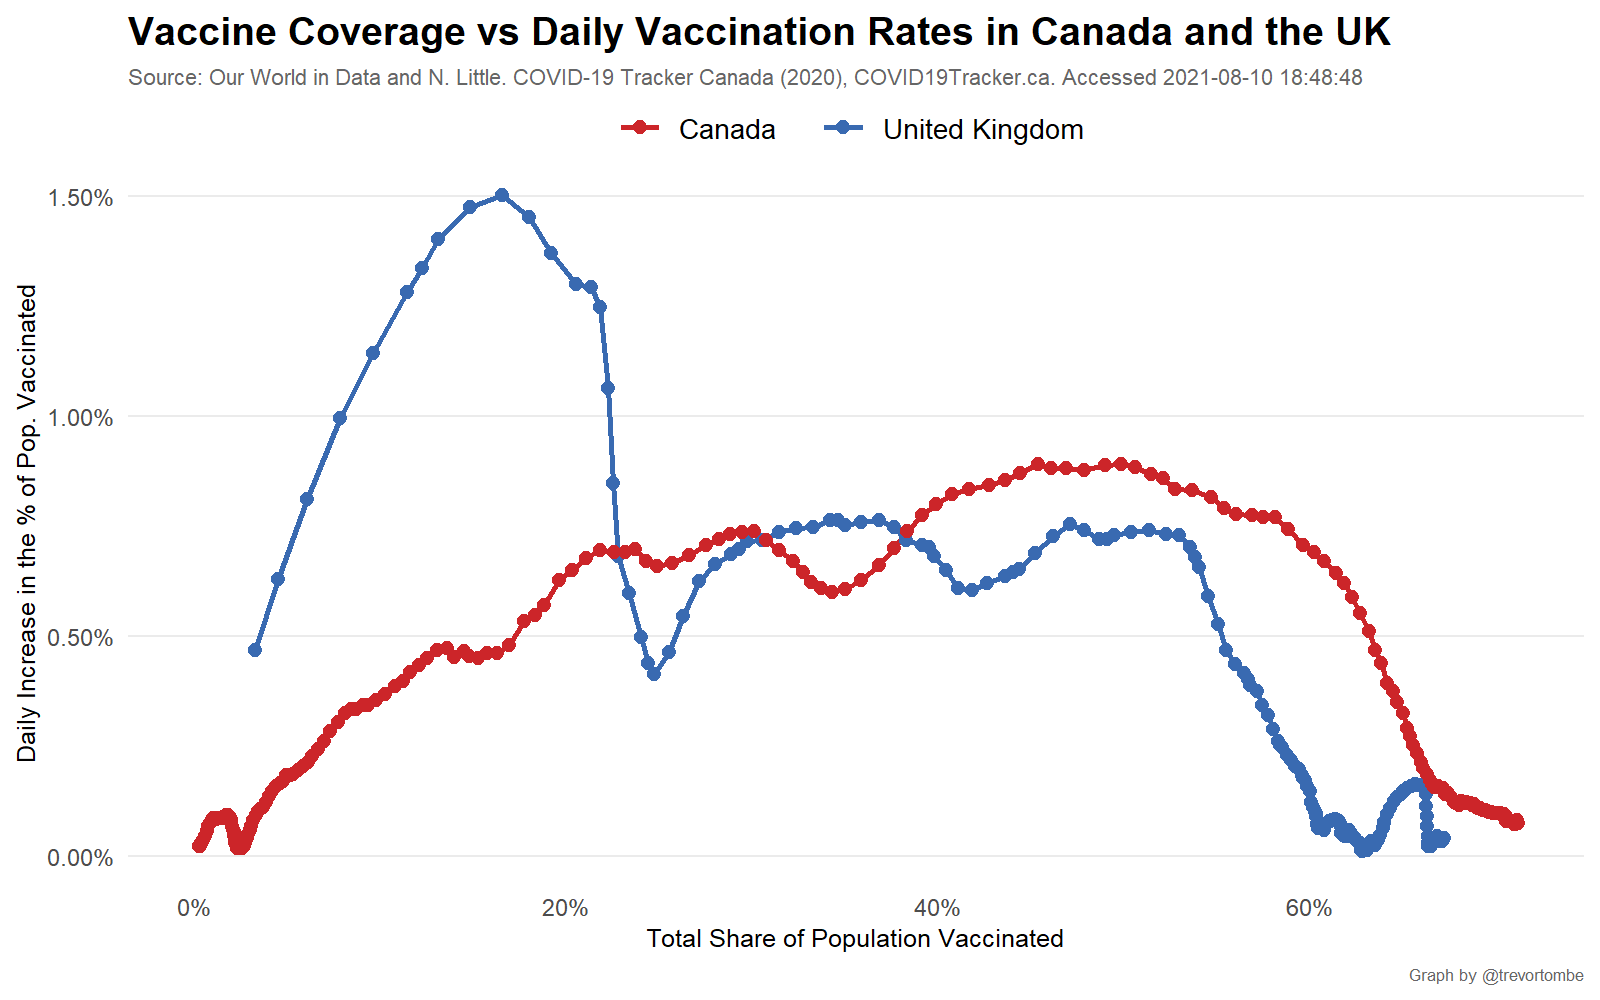 Vaccine Coverage vs Daily Vaccination Rates in Canada and the UK
Source: Our World in Data and N. Little. COVID-19 Tracker Canada (2020), COVID19Tracker.ca. Accessed 2021-08-10 18:48:48
Canada
United Kingdom
Daily Increase in the % of Pop. Vaccinated
1.50%
1.00%
0.50%
0.00%
0%
20%
40%
60%
Total Share of Population Vaccinated
Graph by @trevortombe